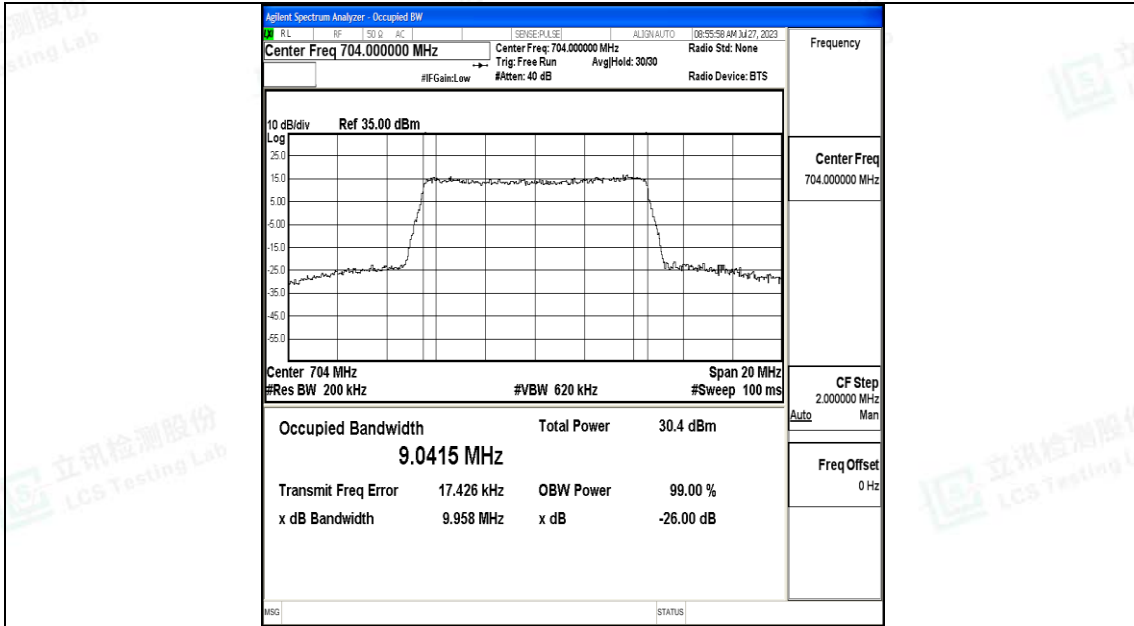 Agilent Spectrum Analyzer - Occupied BW
RL RF 50 Ω AC SENSE:PULSE ALIGN AUTO 08:55:58 AM Jul 27, 2023
Center Freq 704.000000 MHz
Center Freq: 704.000000 MHz
Radio Std: None
Trig: Free Run Avg|Hold: 30/30
#IFGain:Low
#Atten: 40 dB
Radio Device: BTS
Frequency
10 dB/div Ref 35.00 dBm
Log
25.0
15.0
5.00
-5.00
-15.0
-25.0
-35.0
-45.0
-55.0
Center 704 MHz Span 20 MHz
#Res BW 200 kHz #VBW 620 kHz #Sweep 100 ms
Center Freq
704.000000 MHz
CF Step
2.000000 MHz
Auto Man
Freq Offset
0 Hz
Occupied Bandwidth Total Power 30.4 dBm
9.0415 MHz
Transmit Freq Error 17.426 kHz OBW Power 99.00 %
x dB Bandwidth 9.958 MHz x dB -26.00 dB
MSG STATUS
立讯检测股份
LCS Testing Lab
立讯检测股份
LCS Testing L